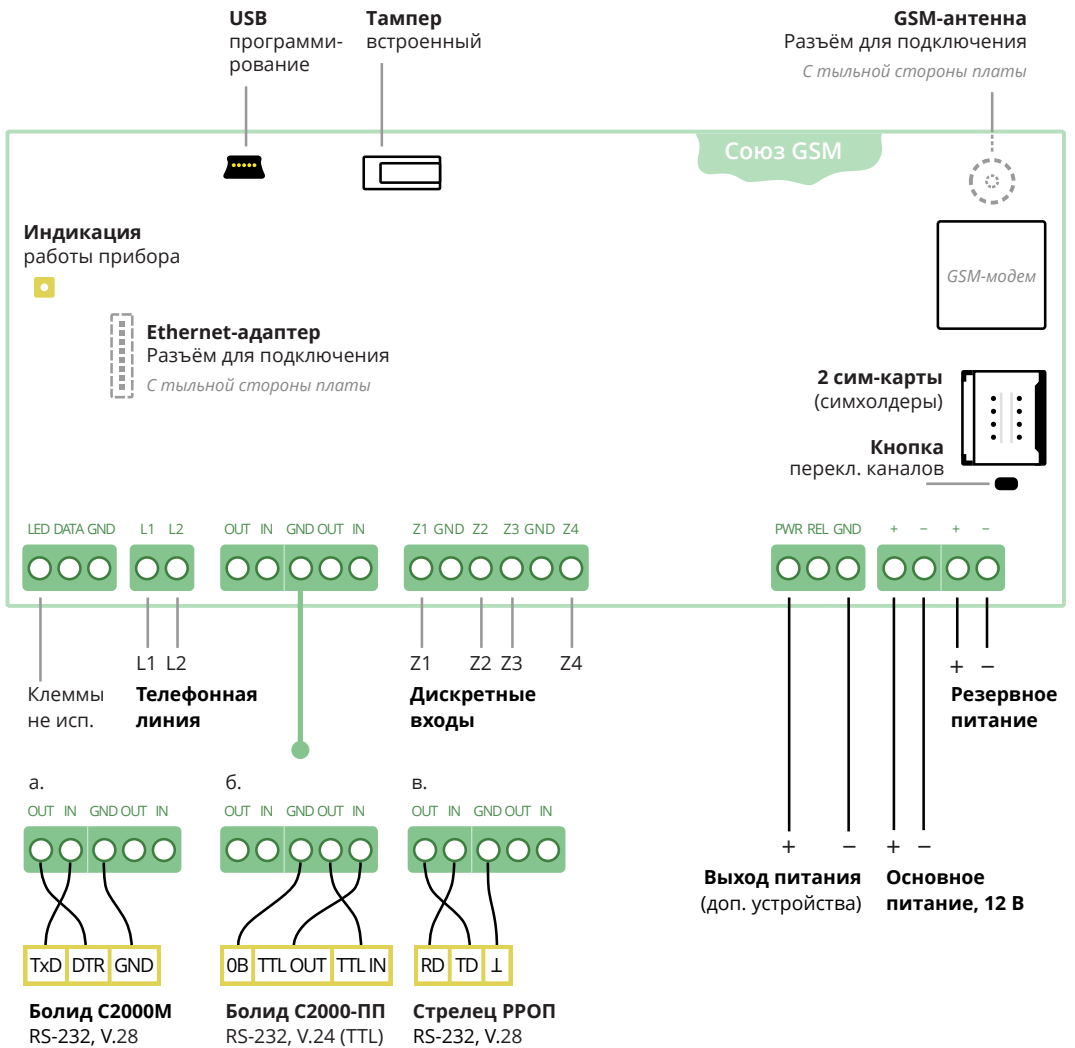 USB
программи-
рование
Тампер
встроенный
GSM-антенна
Разъём для подключения
С тыльной стороны платы
Союз GSM
Индикация
работы прибора
GSM-модем
Ethernet-адаптер
Разъём для подключения
С тыльной стороны платы
2 сим-карты
(симхолдеры)
Кнопка
перекл. каналов
LED DATA GND L1 L2 OUT IN GND OUT IN Z1 GND Z2 Z3 GND Z4 PWR REL GND + – + –
L1 L2 Z1 Z2 Z3 Z4 + –
Клеммы
не исп.
Телефонная
линия
Дискретные
входы
Резервное
питание
а.
OUT IN GND OUT IN
TxD DTR GND
Болид С2000М
RS-232, V.28
б.
OUT IN GND OUT IN
0В TTL OUT TTL IN
Болид С2000-ПП
RS-232, V.24 (TTL)
в.
OUT IN GND OUT IN
RD TD ⊥
Стрелец РРОП
RS-232, V.28
+ – + –
Выход питания
(доп. устройства)
Основное
питание, 12 В